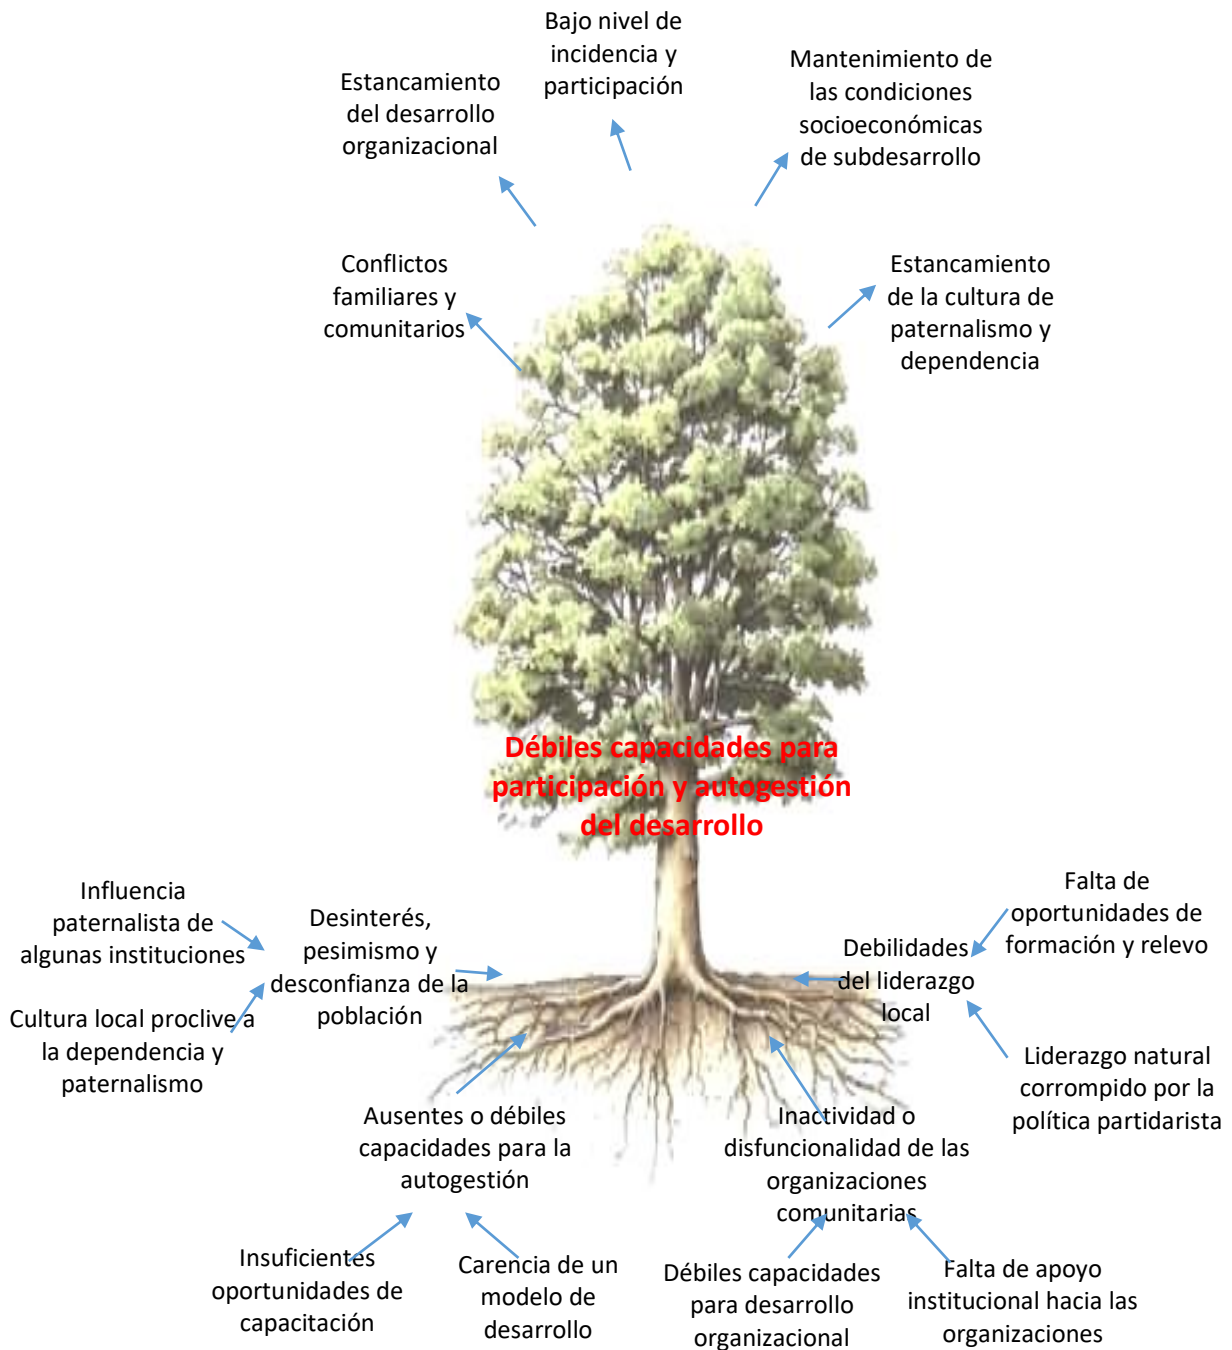 Bajo nivel de
incidencia y
participación
Mantenimiento de
las condiciones
socioeconómicas
de subdesarrollo
Estancamiento
del desarrollo
organizacional
Conflictos
familiares y
comunitarios
Estancamiento
de la cultura de
paternalismo y
dependencia
Débiles capacidades para
participación y autogestión
del desarrollo
Influencia
paternalista de
algunas instituciones
Desinterés,
pesimismo y
desconfianza de la
población
Cultura local proclive a
la dependencia y
paternalismo
Falta de
oportunidades de
formación y relevo
Debilidades
del liderazgo
local
Liderazgo natural
corrompido por la
política partidarista
Ausentes o débiles
capacidades para la
autogestión
Inactividad o
disfuncionalidad de las
organizaciones
comunitarias
Insuficientes
oportunidades de
capacitación
Carencia de un
modelo de
desarrollo
Débiles capacidades
para desarrollo
organizacional
Falta de apoyo
institucional hacia las
organizaciones